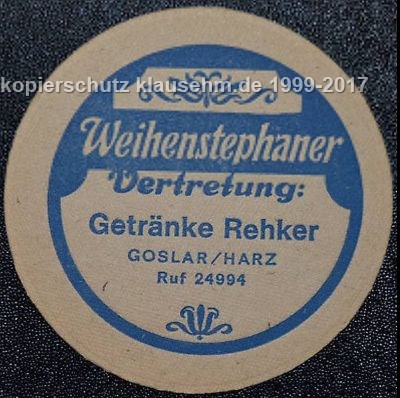 kopierschutz klausehm.de 1999-2017
Weihenstephaner
Vertretung:
Getränke Rehker
GOSLAR/HARZ
Ruf 24994